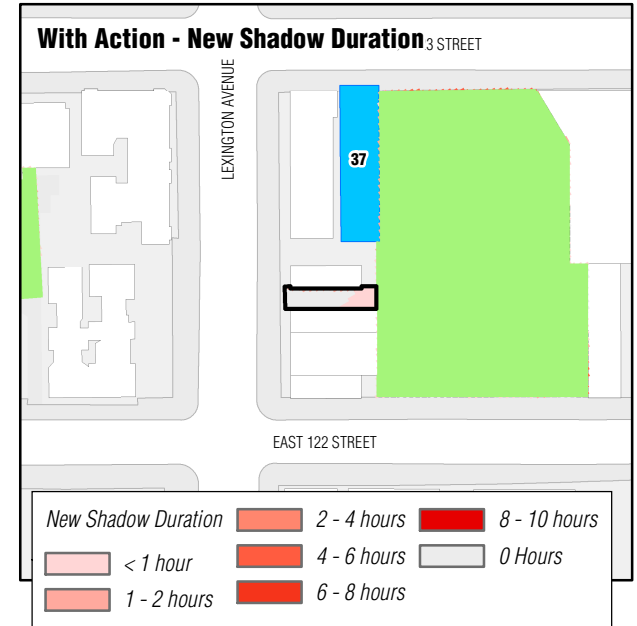 With Action - New Shadow Duration
3 STREET
LEXINGTON AVENUE
37
EAST 122 STREET
New Shadow Duration
< 1 hour
1 - 2 hours
2 - 4 hours
4 - 6 hours
6 - 8 hours
8 - 10 hours
0 Hours